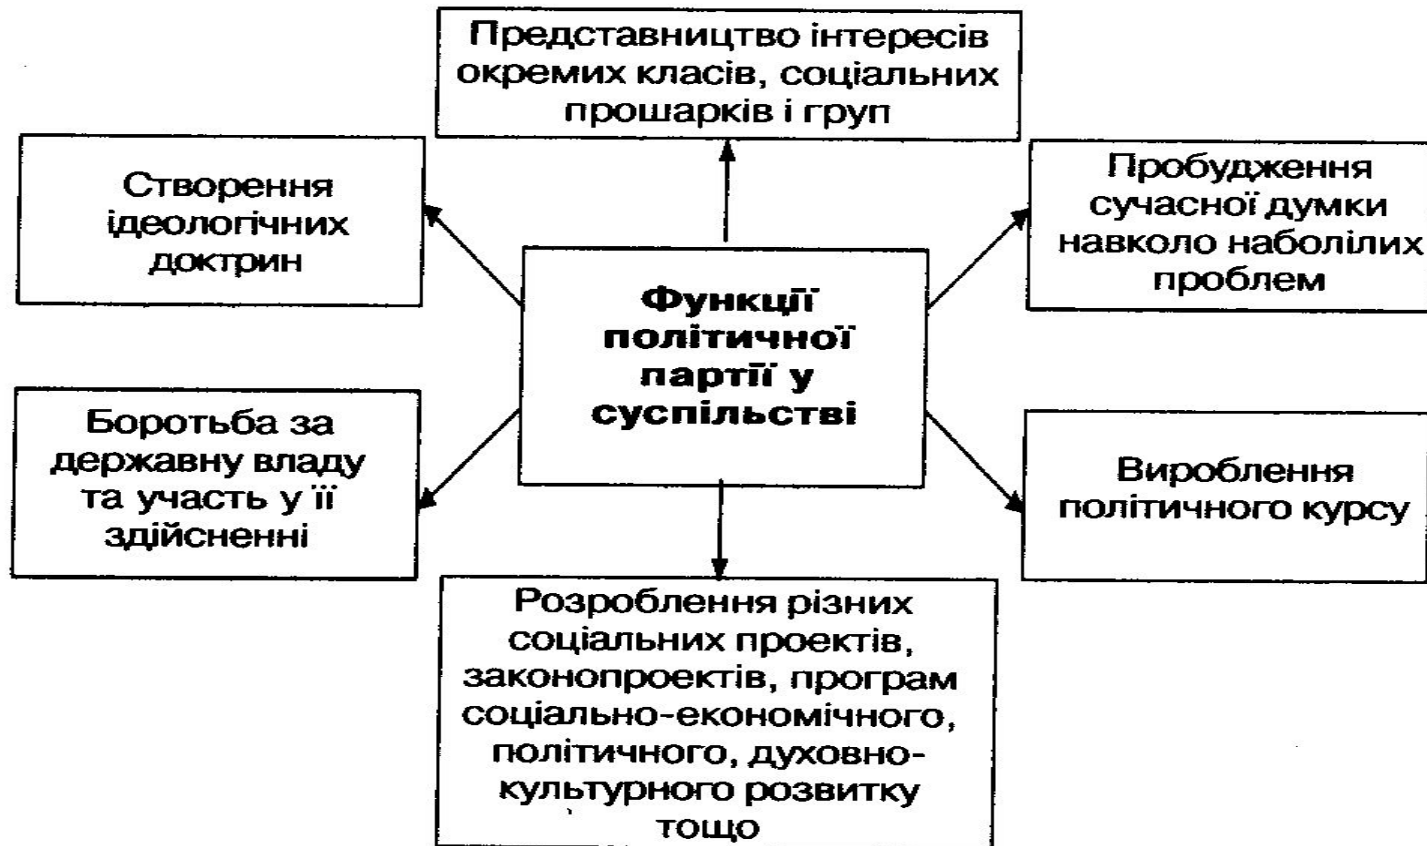 Представництво інтересів
окремих класів, соціальних
прошарків і груп
Створення
ідеологічних
доктрин
Пробудження
сучасної думки
навколо наболілих
проблем
Функції
політичної
партії у
суспільстві
Боротьба за
державну владу
та участь у її
здійсненні
Вироблення
політичного курсу
Розроблення різних
соціальних проектів,
законопроектів, програм
соціально-економічного,
політичного, духовно-
культурного розвитку
тощо